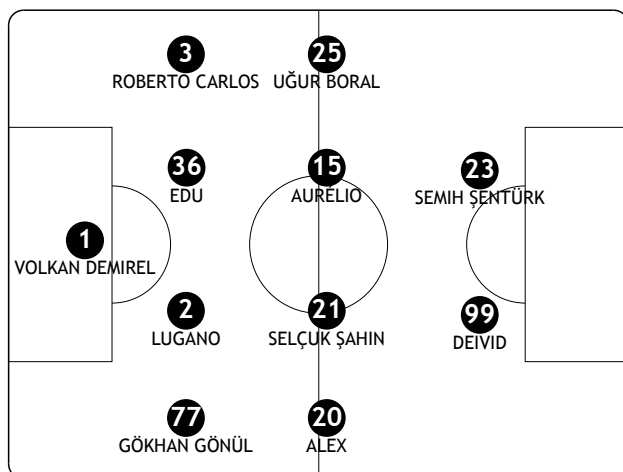 3
ROBERTO CARLOS
25
UĞUR BORAL
36
EDU
15
AURÉLIO
23
SEMIH ŞENTÜRK
1
VOLKAN DEMIREL
2
LUGANO
21
SELÇUK ŞAHIN
99
DEIVID
77
GÖKHAN GÖNÜL
20
ALEX